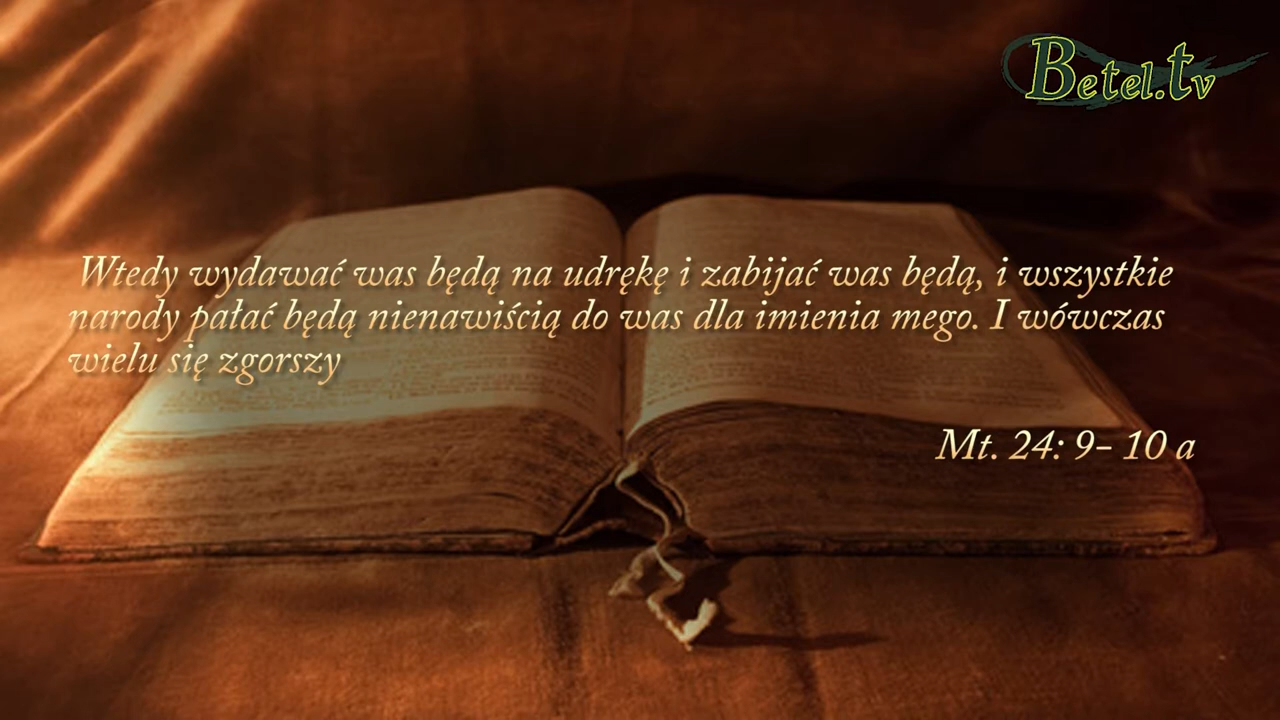 Betel.tv
Wtedy wydawać was będą na udrękę i zabijać was będą, i wszystkie
narody pałać będą nienawiścią do was dla imienia mego. I wówczas
wielu się zgorszy
Mt. 24: 9- 10 a